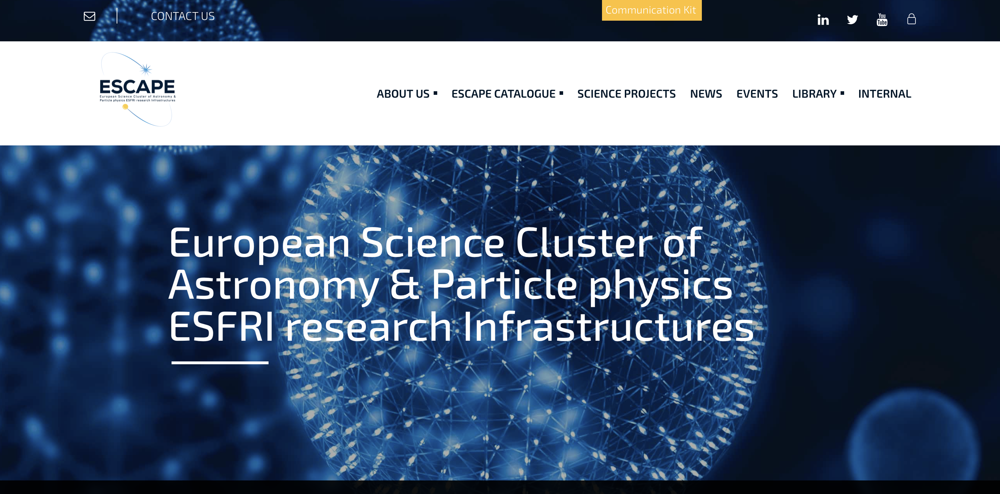 CONTACT US
Communication Kit
You
Tube
ESCAPE
European Science Cluster of Astronomy &
Particle physics ESFRI research Infrastructures
ABOUT US
ESCAPE CATALOGUE
SCIENCE PROJECTS
NEWS
EVENTS
LIBRARY
INTERNAL
European Science Cluster of
Astronomy & Particle physics
ESFRI research Infrastructures